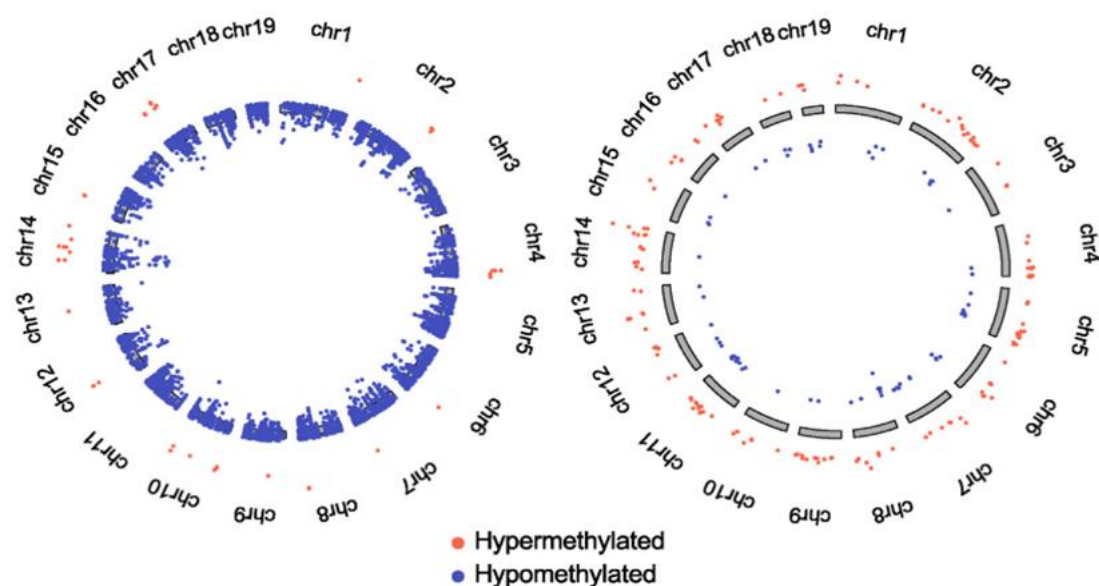 chr1
chr2
chr3
chr4
chr5
chr6
chr7
chr8
chr9
chr10
chr11
chr12
chr13
chr14
chr15
chr16
chr17
chr18
chr19
chr1
chr2
chr3
chr4
chr5
chr6
chr7
chr8
chr9
chr10
chr11
chr12
chr13
chr14
chr15
chr16
chr17
chr18
chr19
Hypermethylated
Hypomethylated